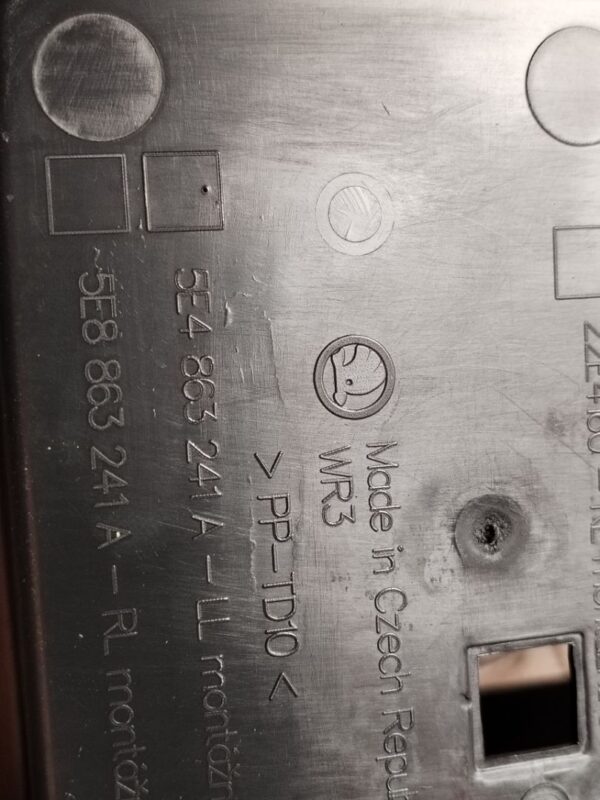 Made in Czech Repu
WR3
> PP-TD10 <
5E4 863 241 A – LL montážn
5E8 863 241 A – RL montáž